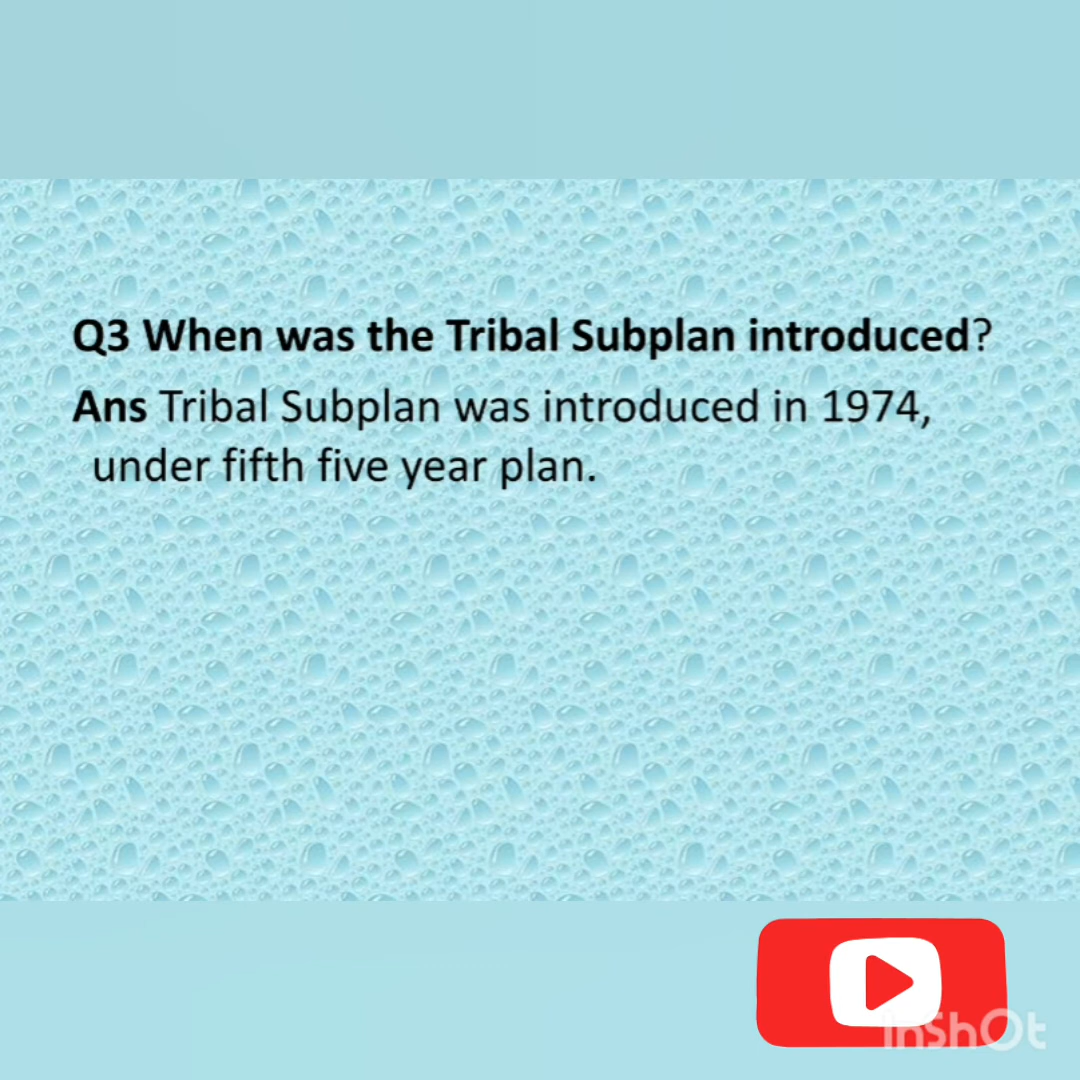 Q3 When was the Tribal Subplan introduced?
Ans Tribal Subplan was introduced in 1974,
under fifth five year plan.
InShOt